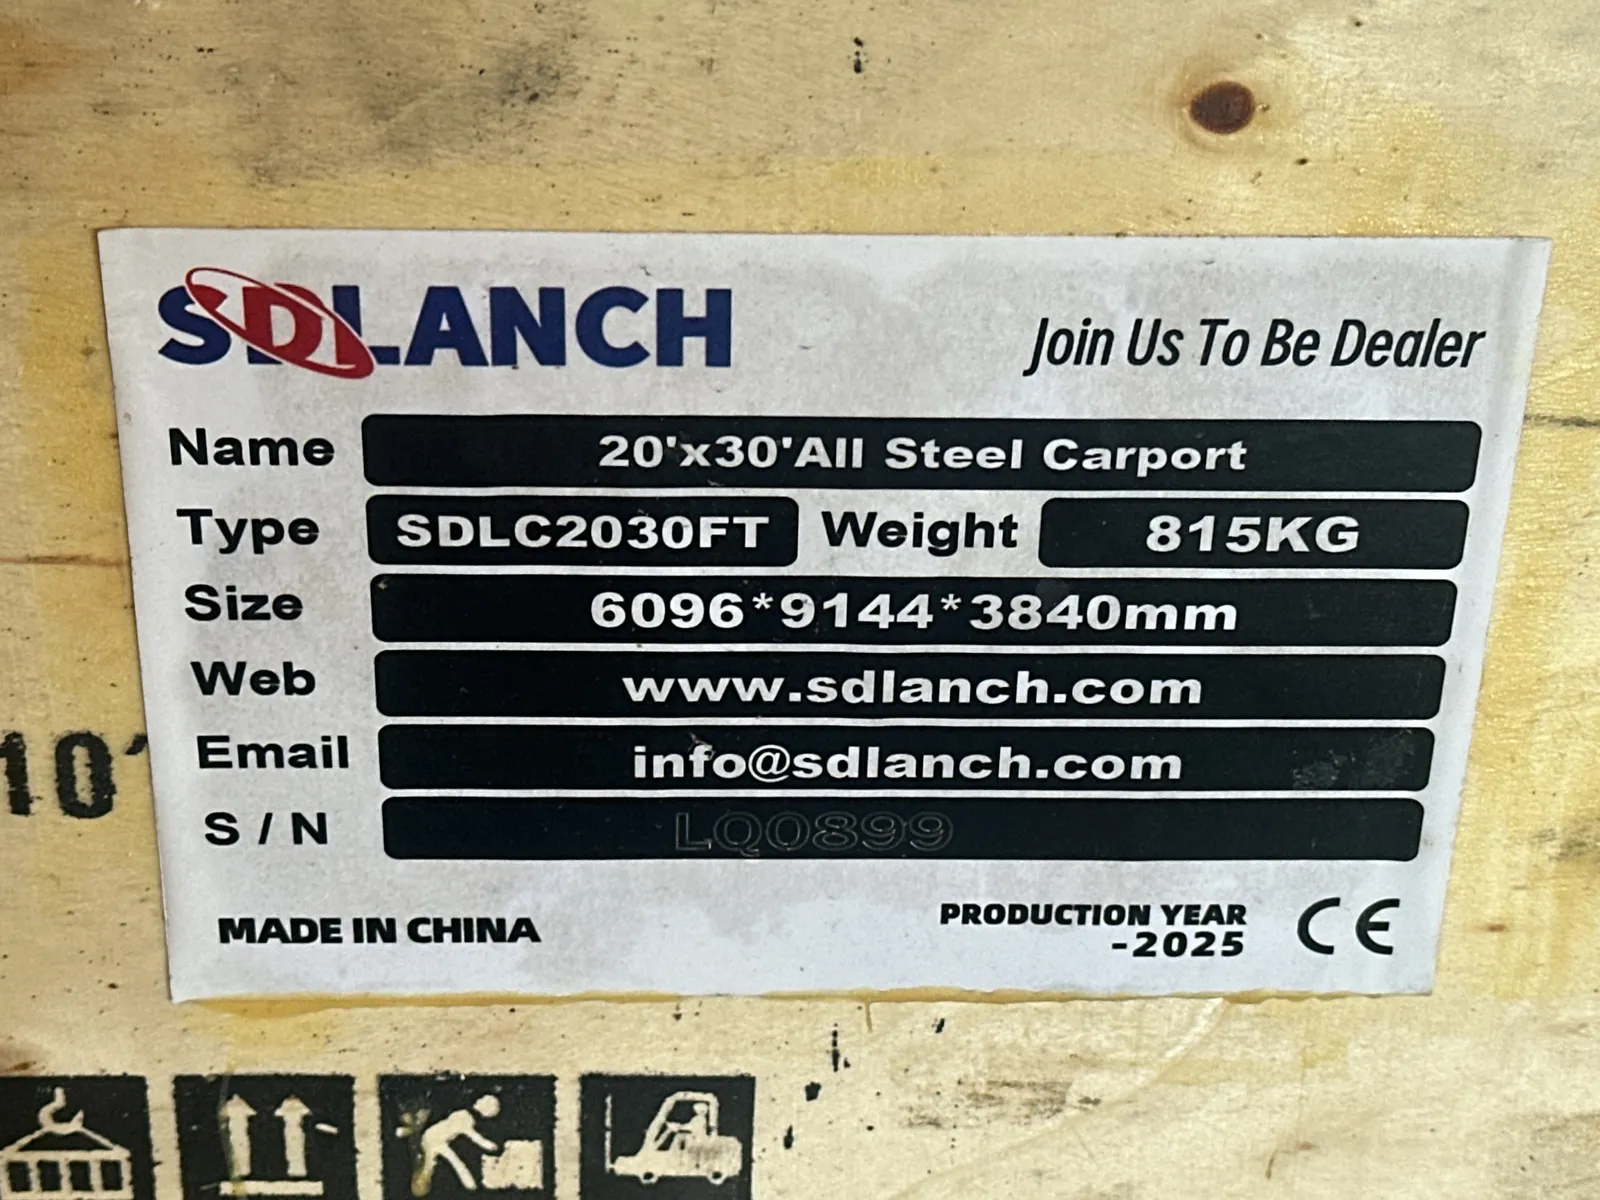 SDLANCH
Join Us To Be Dealer
Name 20'x30'All Steel Carport
Type SDLC2030FT Weight 815KG
Size 6096*9144*3840mm
Web www.sdlanch.com
Email info@sdlanch.com
S / N LQ0899
10'
MADE IN CHINA
PRODUCTION YEAR
-2025
CE